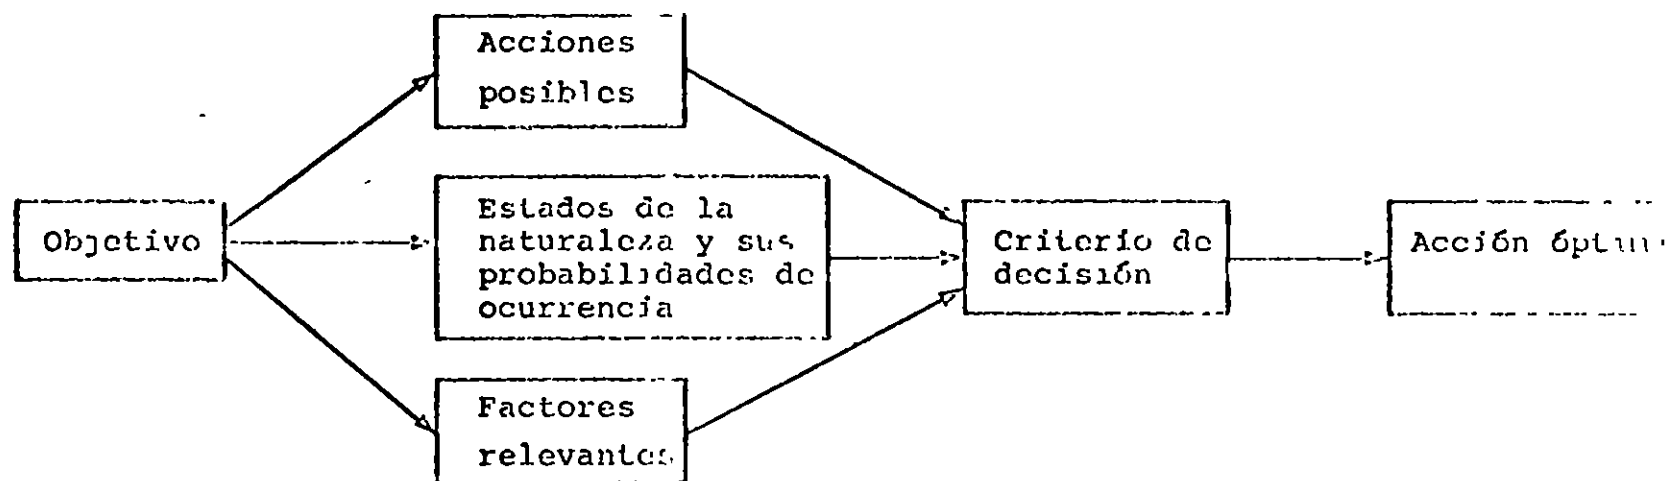 Acciones
posibles
Objetivo
Estados de la
naturaleza y sus
probabilidades de
ocurrencia
Criterio de
decisión
Acción
Factores
relevantes